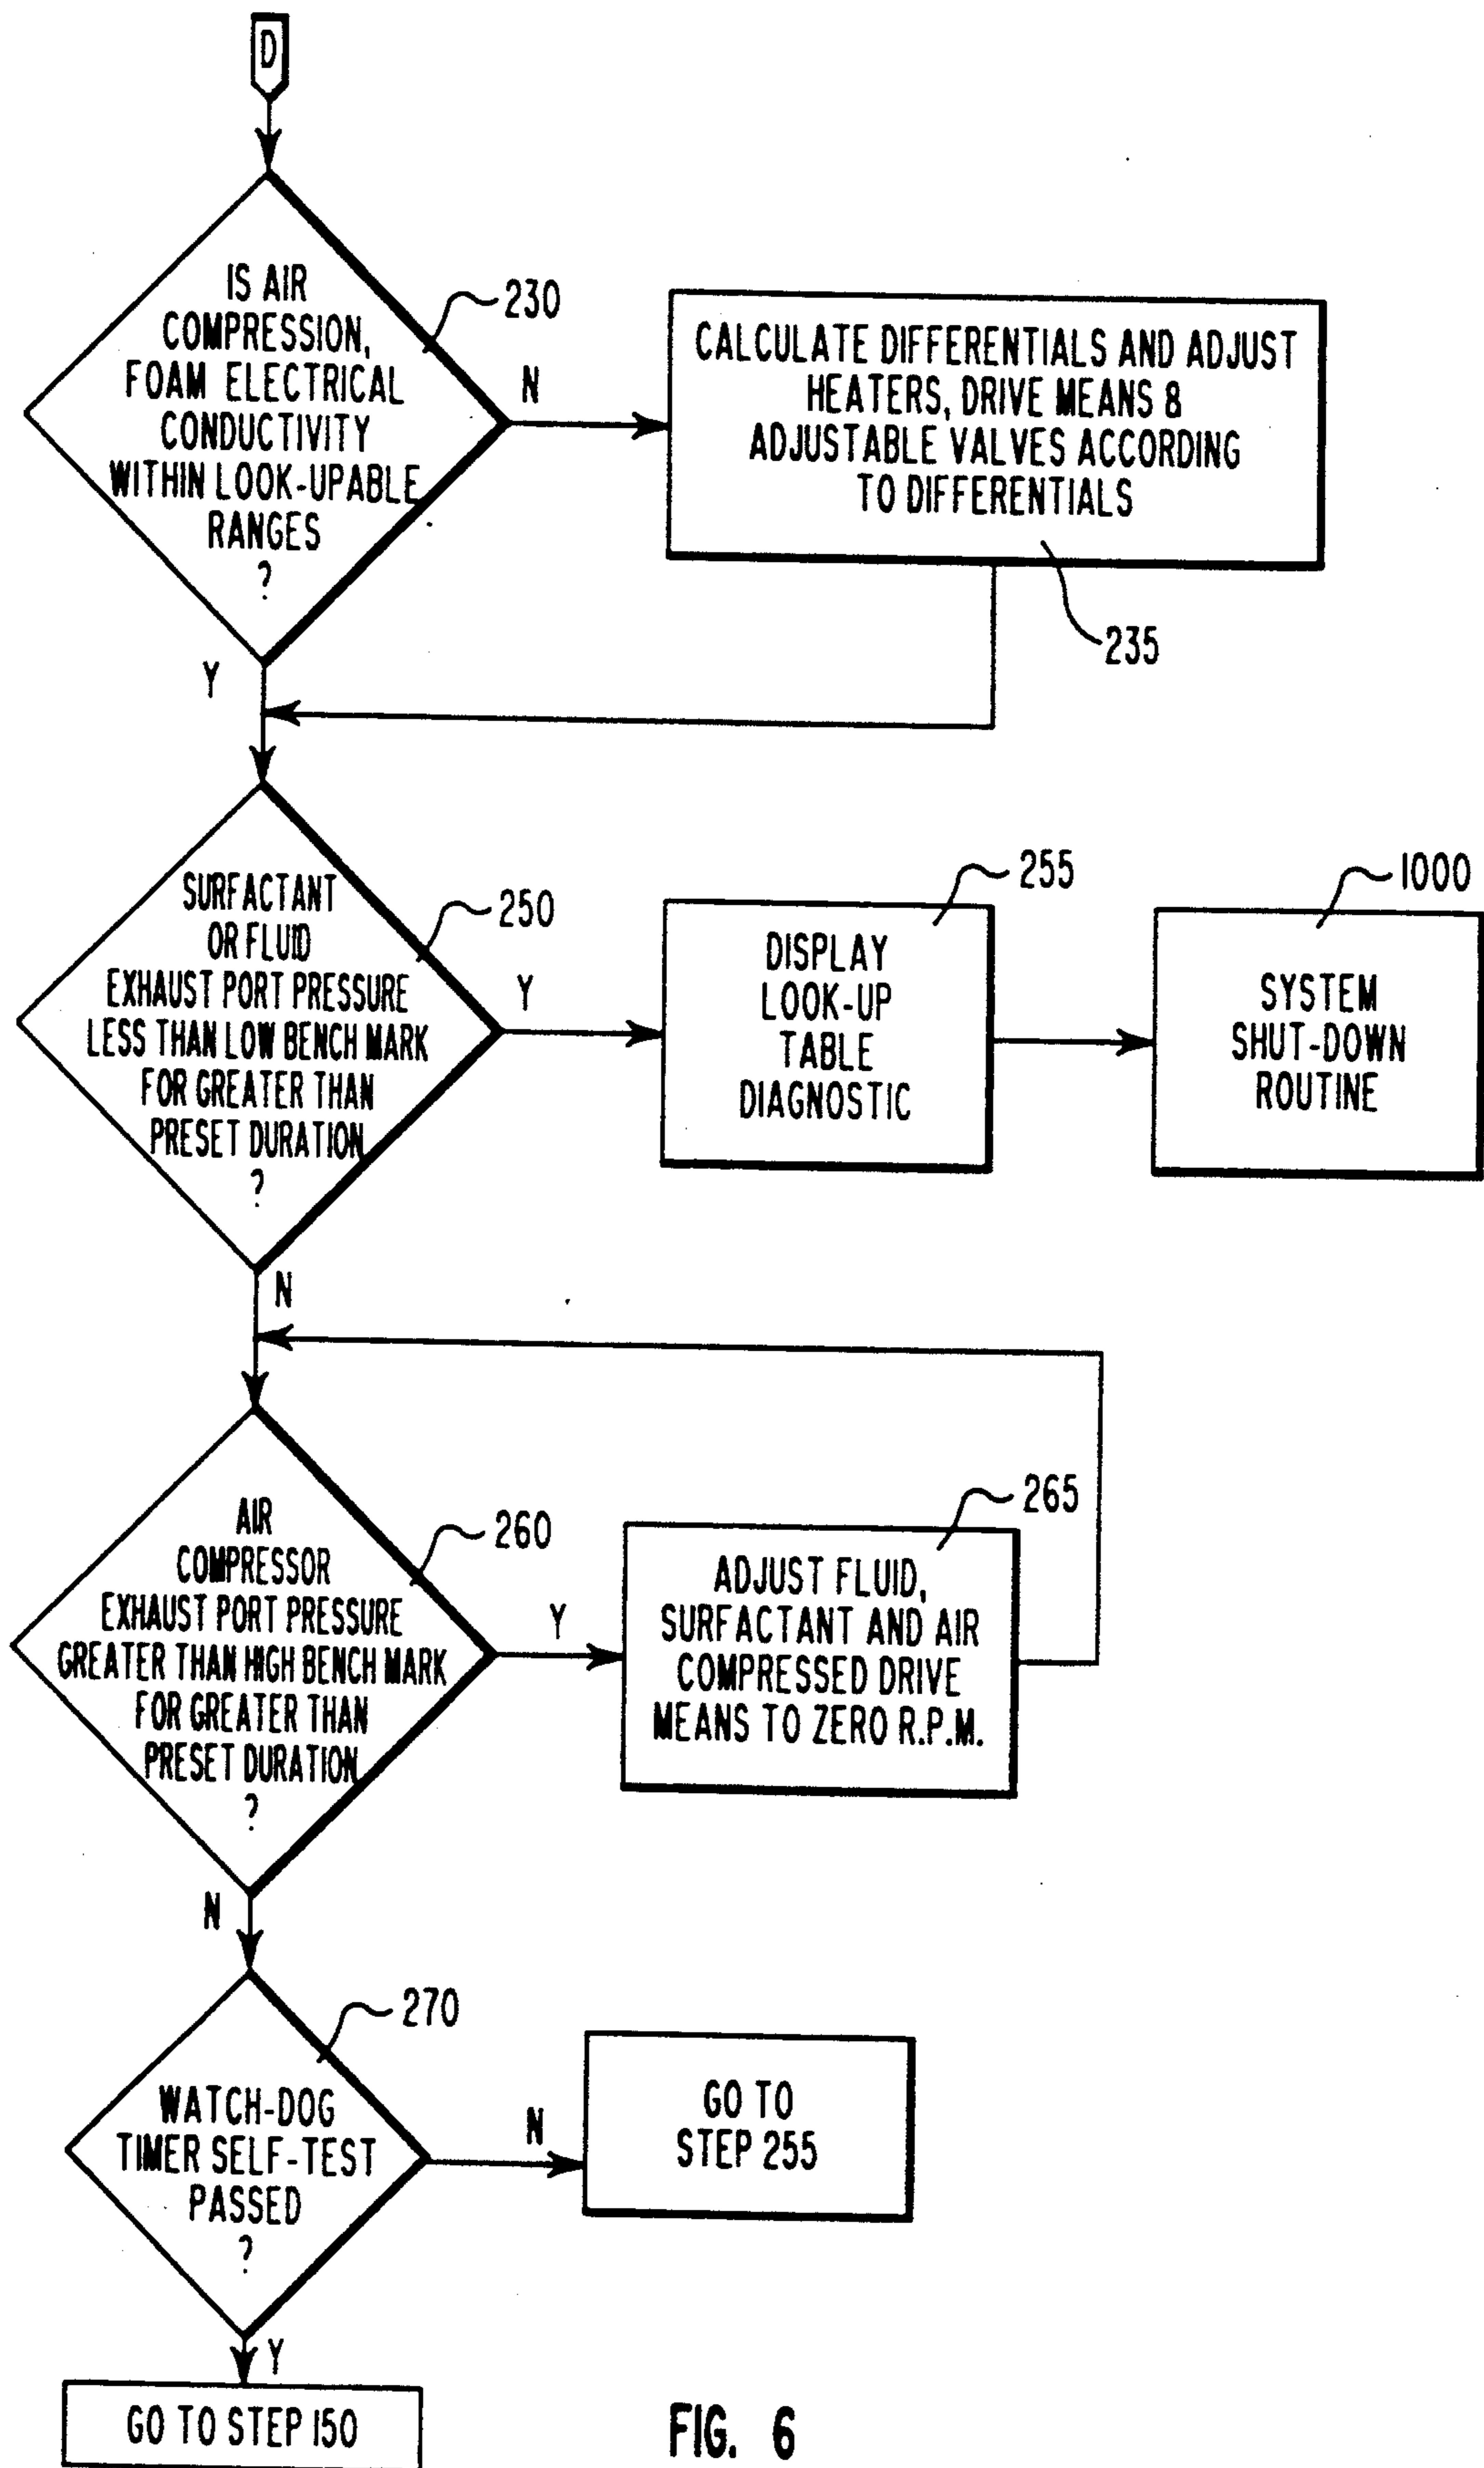 D
IS AIR
COMPRESSION,
FOAM ELECTRICAL
CONDUCTIVITY
WITHIN LOOK-UPABLE
RANGES
?
230
N
CALCULATE DIFFERENTIALS AND ADJUST
HEATERS, DRIVE MEANS 8
ADJUSTABLE VALVES ACCORDING
TO DIFFERENTIALS
235
Y
SURFACTANT
OR FLUID
EXHAUST PORT PRESSURE
LESS THAN LOW BENCH MARK
FOR GREATER THAN
PRESET DURATION
?
250
Y
255
DISPLAY
LOOK-UP
TABLE
DIAGNOSTIC
1000
SYSTEM
SHUT-DOWN
ROUTINE
N
AIR
COMPRESSOR
EXHAUST PORT PRESSURE
GREATER THAN HIGH BENCH MARK
FOR GREATER THAN
PRESET DURATION
?
260
Y
265
ADJUST FLUID,
SURFACTANT AND AIR
COMPRESSED DRIVE
MEANS TO ZERO R.P.M.
N
WATCH-DOG
TIMER SELF-TEST
PASSED
?
270
N
GO TO
STEP 255
Y
GO TO STEP 150
FIG. 6